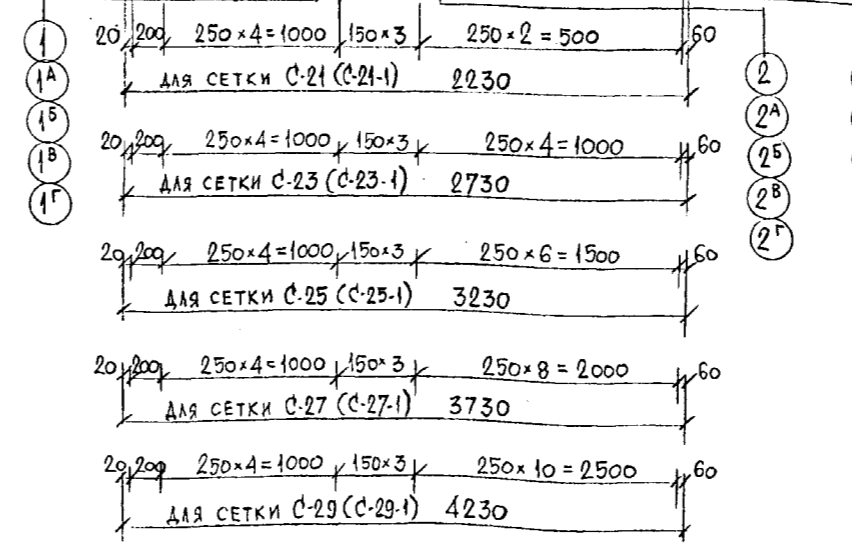 20 200 250×4=1000 150×3 250×2=500 60
ДЛЯ СЕТКИ С-21 (С-21-1) 2230
20 200 250×4=1000 150×3 250×4=1000 60
ДЛЯ СЕТКИ С-23 (С-23-1) 2730
20 200 250×4=1000 150×3 250×6=1500 60
ДЛЯ СЕТКИ С-25 (С-25-1) 3230
20 200 250×4=1000 150×3 250×8=2000 60
ДЛЯ СЕТКИ С-27 (С-27-1) 3730
20 200 250×4=1000 150×3 250×10=2500 60
ДЛЯ СЕТКИ С-29 (С-29-1) 4230
1
1А
1Б
1В
1Г
2
2А
2Б
2В
2Г